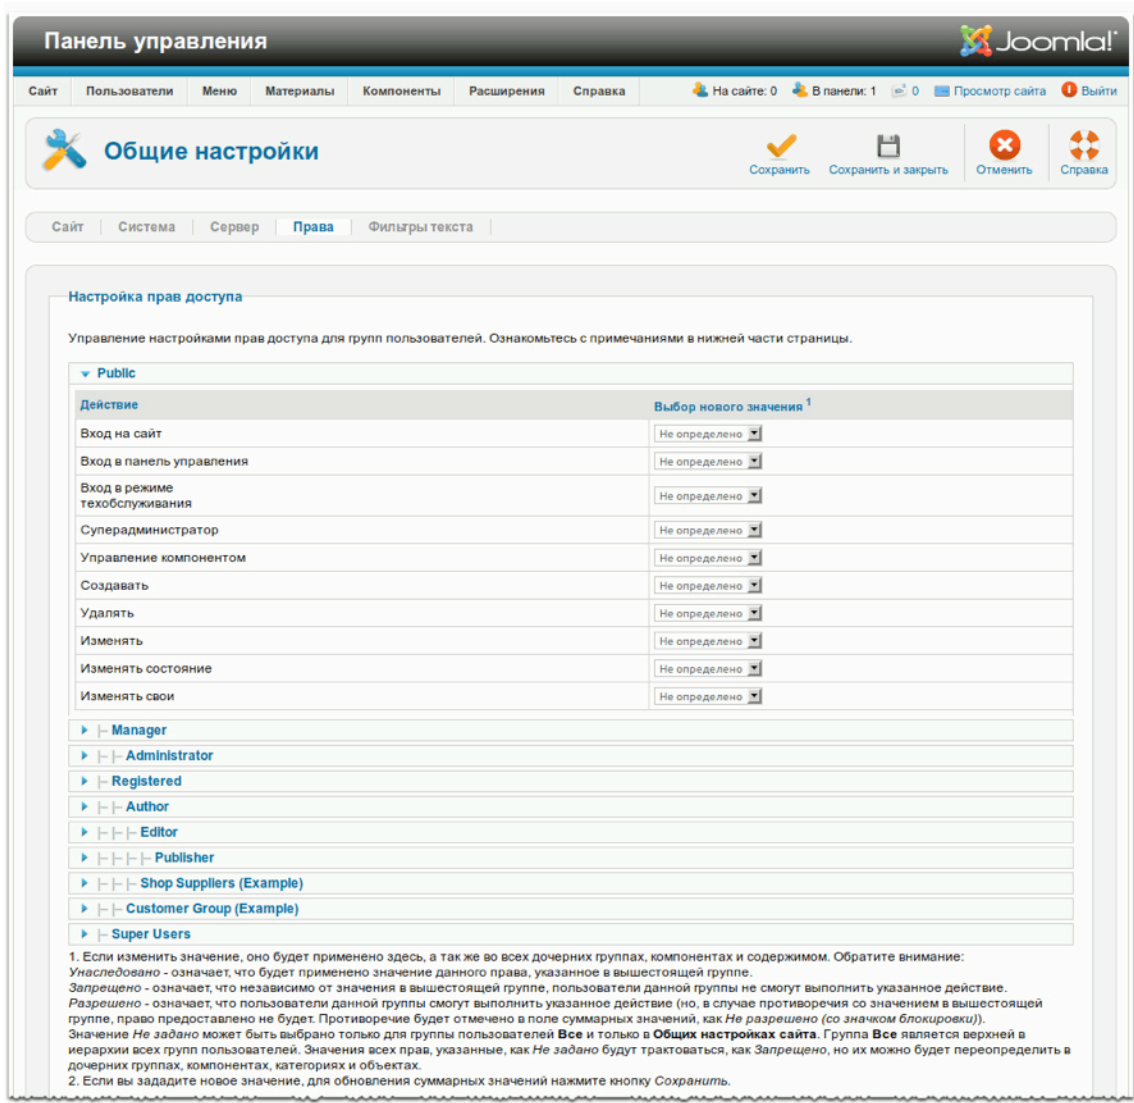 Панель управления
Joomla!
Сайт Пользователи Меню Материалы Компоненты Расширения Справка На сайте: 0 В панели: 1 0 Просмотр сайта Выйти
Общие настройки
Сохранить Сохранить и закрыть Отменить Справка
Сайт Система Сервер Права Фильтры текста
Настройка прав доступа
Управление настройками прав доступа для групп пользователей. Ознакомьтесь с примечаниями в нижней части страницы.
Public
Действие Выбор нового значения 1
Вход на сайт Не определено
Вход в панель управления Не определено
Вход в режиме
техобслуживания Не определено
Суперадминистратор Не определено
Управление компонентом Не определено
Создавать Не определено
Удалять Не определено
Изменять Не определено
Изменять состояние Не определено
Изменять свои Не определено
|– Manager
|– |– Administrator
|– Registered
|– |– Author
|– |– |– Editor
|– |– |– |– Publisher
|– |– |– Shop Suppliers (Example)
|– |– Customer Group (Example)
|– Super Users
1. Если изменить значение, оно будет применено здесь, а так же во всех дочерних группах, компонентах и содержимом. Обратите внимание:
Унаследовано - означает, что будет применено значение данного права, указанное в вышестоящей группе.
Запрещено - означает, что независимо от значения в вышестоящей группе, пользователи данной группы не смогут выполнить указанное действие.
Разрешено - означает, что пользователи данной группы смогут выполнить указанное действие (но, в случае противоречия со значением в вышестоящей
группе, право предоставлено не будет. Противоречие будет отмечено в поле суммарных значений, как Не разрешено (со значком блокировки)).
Значение Не задано может быть выбрано только для группы пользователей Все и только в Общих настройках сайта. Группа Все является верхней в
иерархии всех групп пользователей. Значения всех прав, указанные, как Не задано будут трактоваться, как Запрещено, но их можно будет переопределить в
дочерних группах, компонентах, категориях и объектах.
2. Если вы зададите новое значение, для обновления суммарных значений нажмите кнопку Сохранить.